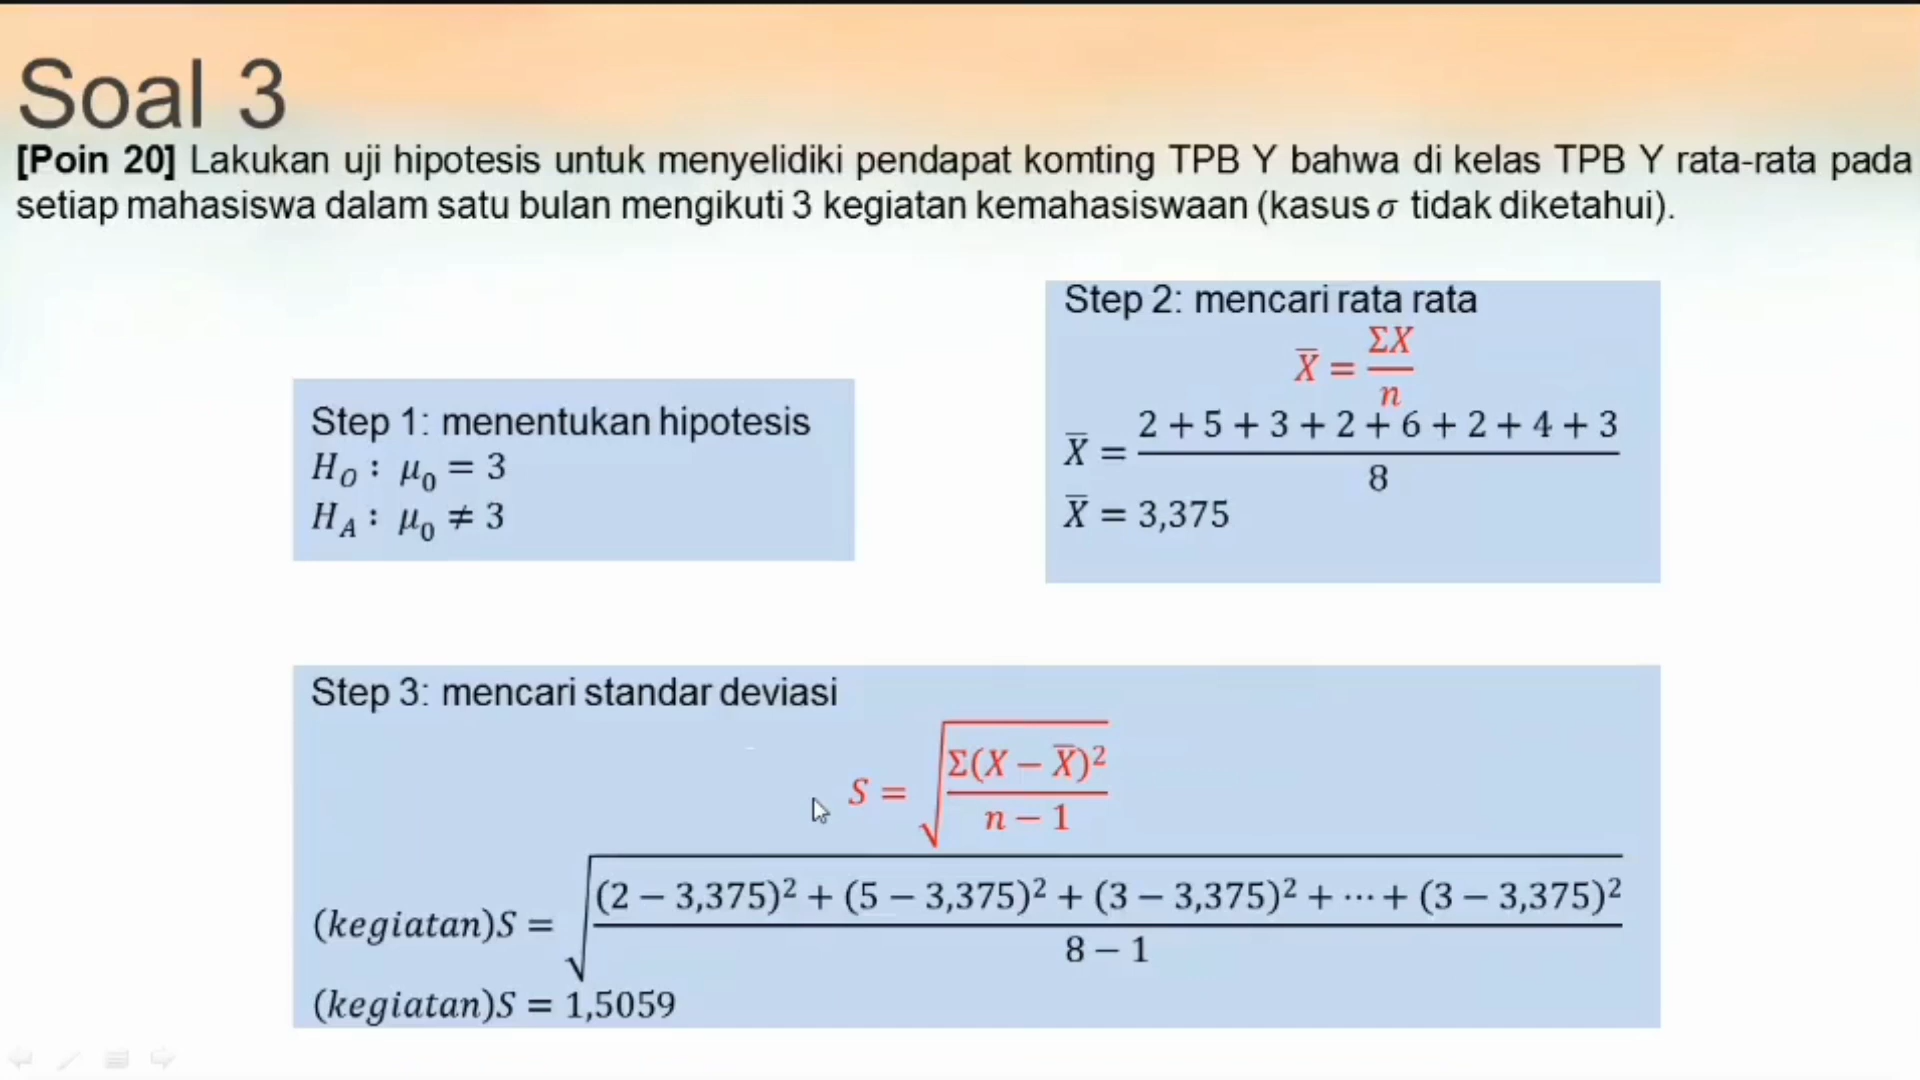 Soal 3
[Poin 20] Lakukan uji hipotesis untuk menyelidiki pendapat komting TPB Y bahwa di kelas TPB Y rata-rata pada
setiap mahasiswa dalam satu bulan mengikuti 3 kegiatan kemahasiswaan (kasus σ tidak diketahui).
Step 1: menentukan hipotesis
H_O : μ_0 = 3
H_A : μ_0 ≠ 3
Step 2: mencari rata rata
X̅ = ΣX / n
X̅ = (2 + 5 + 3 + 2 + 6 + 2 + 4 + 3) / 8
X̅ = 3,375
Step 3: mencari standar deviasi
S = √(Σ(X − X̅)² / (n − 1))
(kegiatan)S = √(((2 − 3,375)² + (5 − 3,375)² + (3 − 3,375)² + ⋯ + (3 − 3,375)²) / (8 − 1))
(kegiatan)S = 1,5059